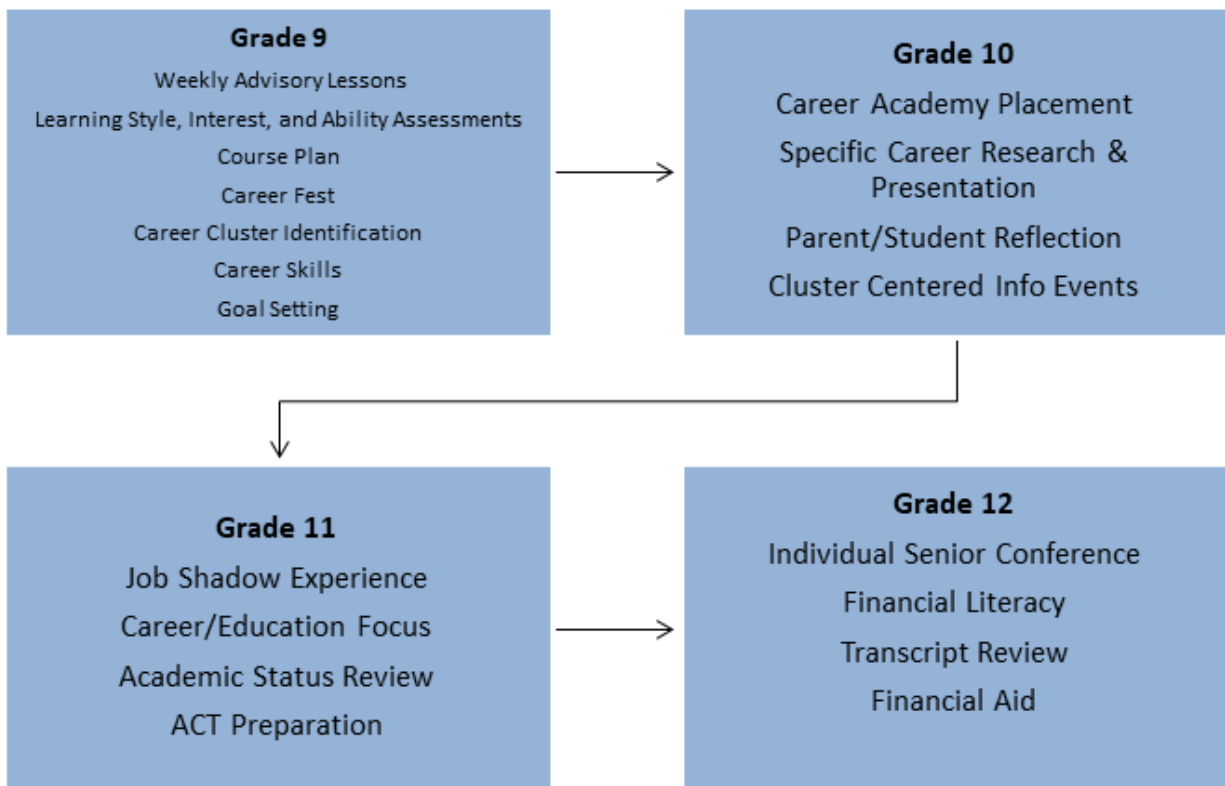 Grade 9
Weekly Advisory Lessons
Learning Style, Interest, and Ability Assessments
Course Plan
Career Fest
Career Cluster Identification
Career Skills
Goal Setting
Grade 10
Career Academy Placement
Specific Career Research &
Presentation
Parent/Student Reflection
Cluster Centered Info Events
Grade 11
Job Shadow Experience
Career/Education Focus
Academic Status Review
ACT Preparation
Grade 12
Individual Senior Conference
Financial Literacy
Transcript Review
Financial Aid